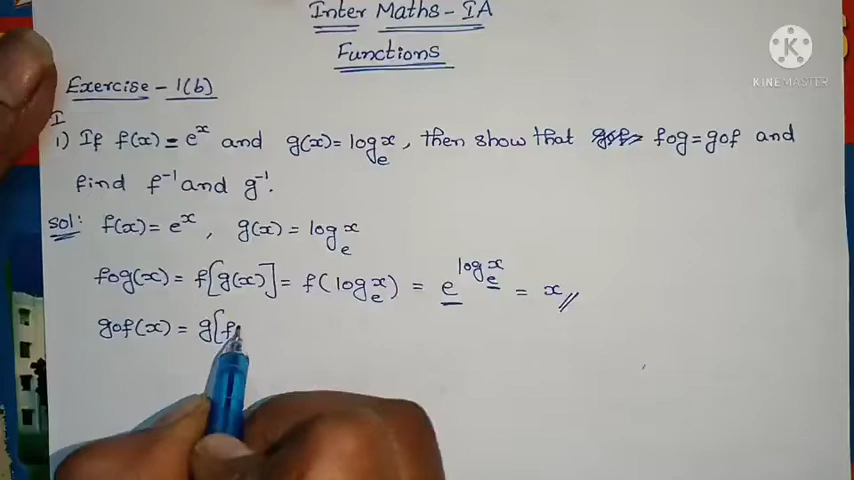 Inter Maths - IA
Functions
KINEMASTER
Exercise - 1(b)
I
1) If f(x) = e^x and g(x) = log_e^x, then show that gof= fog = gof and
find f^-1 and g^-1.
Sol: f(x) = e^x, g(x) = log_e^x
fog(x) = f[g(x)] = f(log_e^x) = e^log_e^x = x//
gof(x) = g[f